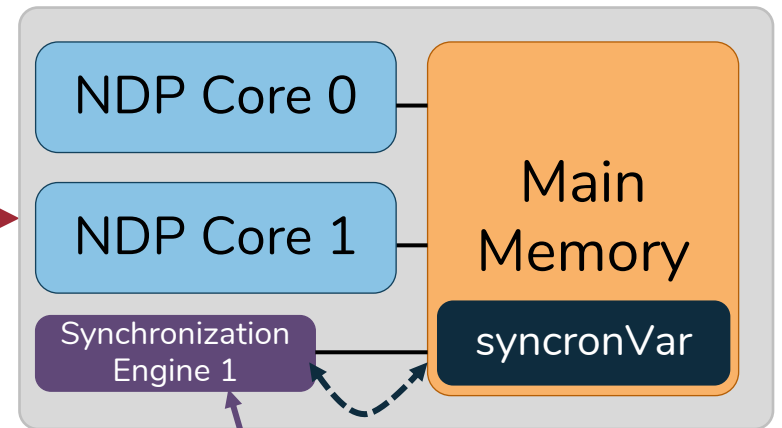 NDP Core 0
NDP Core 1
Main
Memory
Synchronization
Engine 1
syncronVar